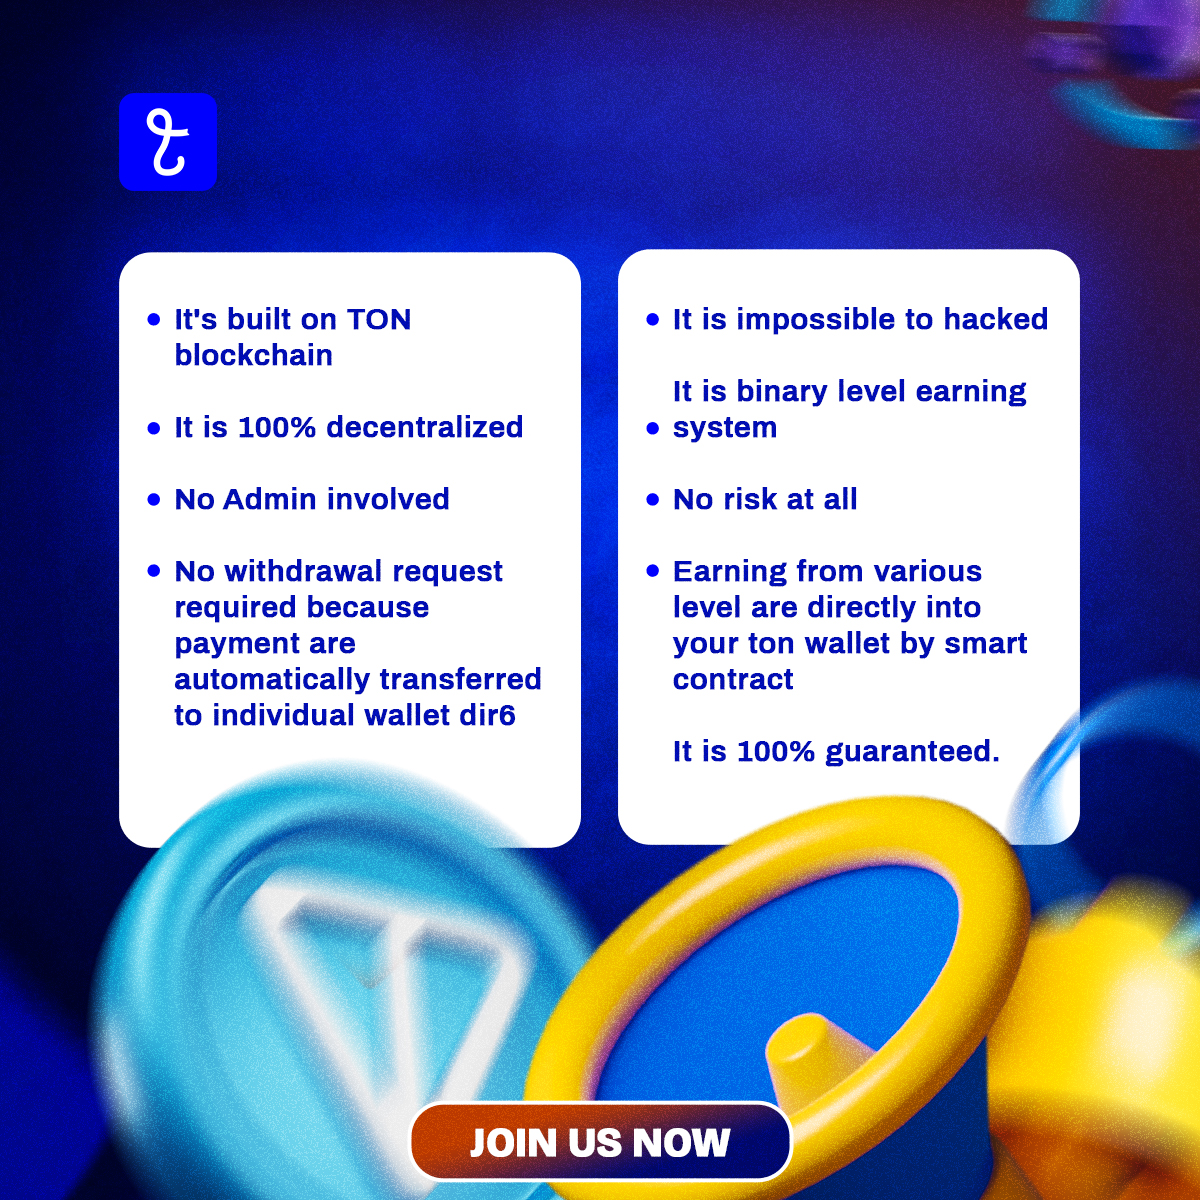 It's built on TON
blockchain
It is 100% decentralized
No Admin involved
No withdrawal request
required because
payment are
automatically transferred
to individual wallet dir6
It is impossible to hacked
It is binary level earning
system
No risk at all
Earning from various
level are directly into
your ton wallet by smart
contract
It is 100% guaranteed.
JOIN US NOW